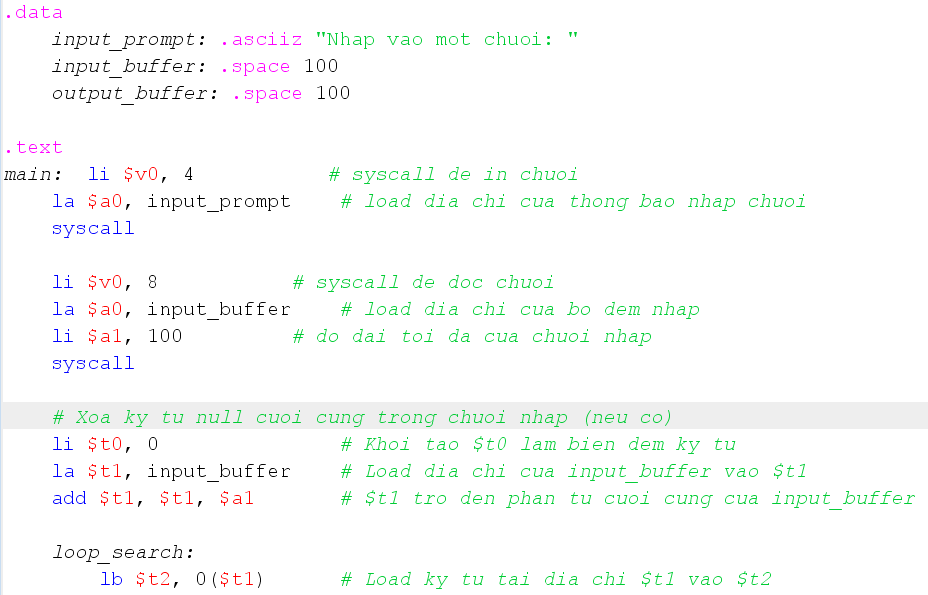 .data
    input_prompt: .asciiz "Nhap vao mot chuoi: "
    input_buffer: .space 100
    output_buffer: .space 100

.text
main:  li $v0, 4            # syscall de in chuoi
    la $a0, input_prompt    # load dia chi cua thong bao nhap chuoi
    syscall

    li $v0, 8            # syscall de doc chuoi
    la $a0, input_buffer    # load dia chi cua bo dem nhap
    li $a1, 100          # do dai toi da cua chuoi nhap
    syscall

    # Xoa ky tu null cuoi cung trong chuoi nhap (neu co)
    li $t0, 0                # Khoi tao $t0 lam bien dem ky tu
    la $t1, input_buffer    # Load dia chi cua input_buffer vao $t1
    add $t1, $t1, $a1        # $t1 tro den phan tu cuoi cung cua input_buffer

    loop_search:
        lb $t2, 0($t1)       # Load ky tu tai dia chi $t1 vao $t2